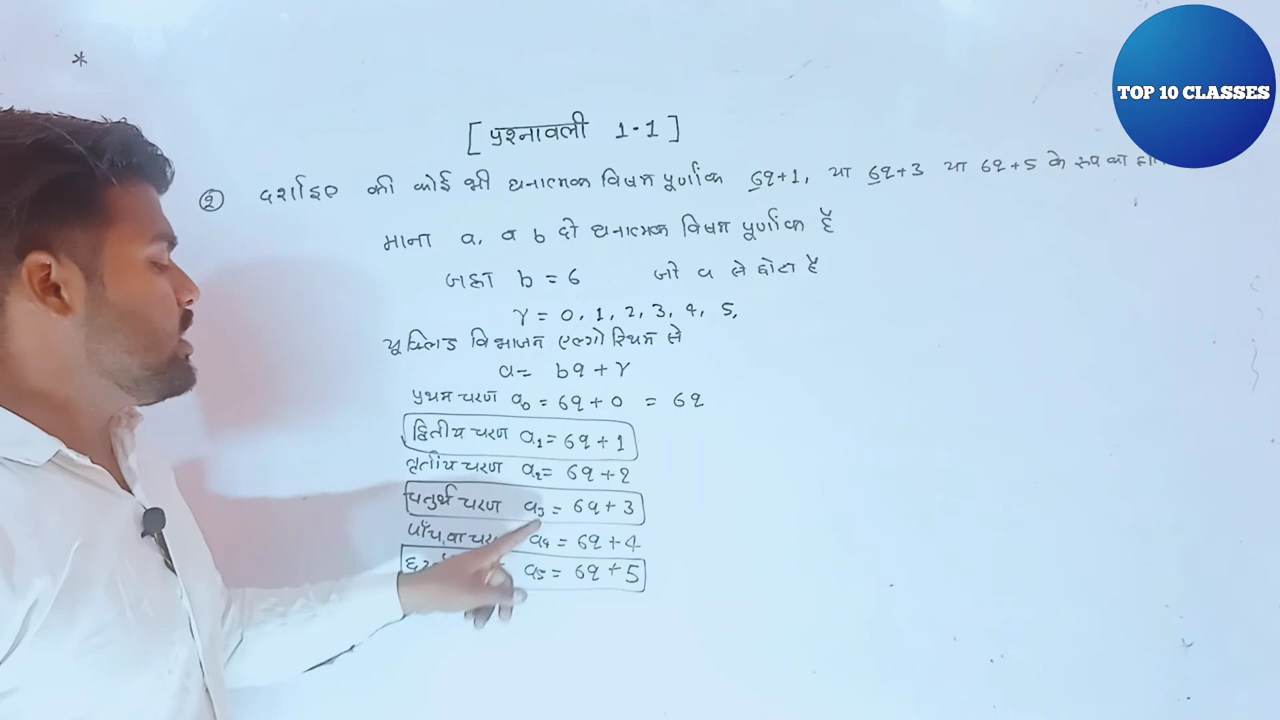 TOP 10 CLASSES
[ प्रश्नावली 1.1 ]
② दर्शाइए की कोई भी धनात्मक विषम पूर्णांक 6q+1, या 6q+3 या 6q+5 के रूप का
माना a, व b दो धनात्मक विषम पूर्णांक है
जहा b = 6 जो a से छोटा है
r = 0, 1, 2, 3, 4, 5,
यूक्लिड विभाजन एल्गोरिथम से
a = bq + r
प्रथम चरण a₀ = 6q + 0 = 6q
द्वितीय चरण a₁ = 6q + 1
तृतीय चरण a₂ = 6q + 2
चतुर्थ चरण a₃ = 6q + 3
पाँचवा a₄ = 6q + 4
a₅ = 6q + 5